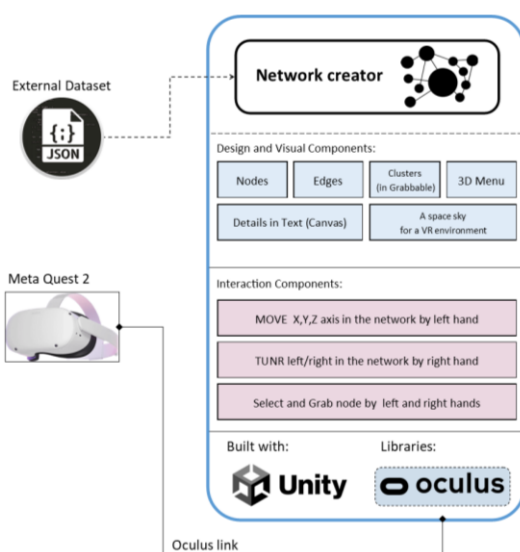 Network creator
External Dataset
{;}
JSON
Design and Visual Components:
Nodes
Edges
Clusters
(in Grabbable)
3D Menu
Details in Text (Canvas)
A space sky
for a VR environment
Meta Quest 2
Interaction Components:
MOVE X,Y,Z axis in the network by left hand
TUNR left/right in the network by right hand
Select and Grab node by left and right hands
Built with:
Libraries:
Unity
oculus
Oculus link